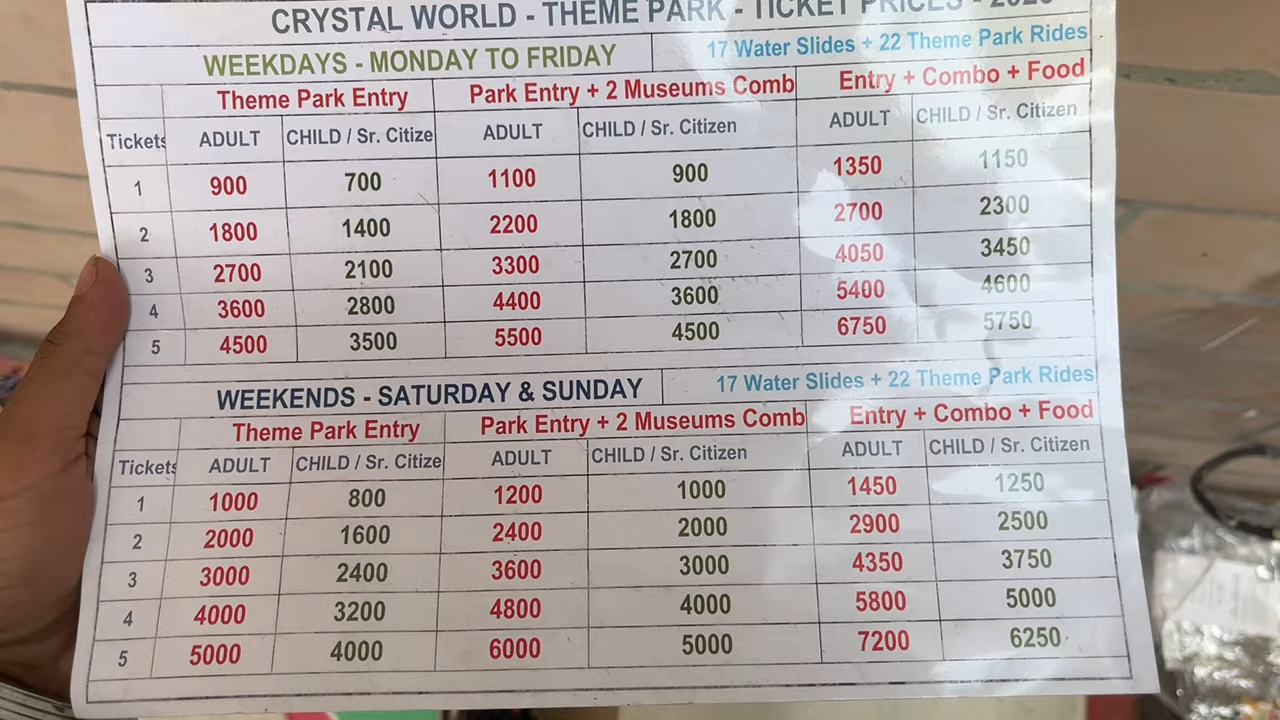 CRYSTAL WORLD - THEME PARK - TICKET PRICES -
WEEKDAYS - MONDAY TO FRIDAY 17 Water Slides + 22 Theme Park Rides
Theme Park Entry Park Entry + 2 Museums Comb Entry + Combo + Food
Tickets ADULT CHILD / Sr. Citize ADULT CHILD / Sr. Citizen ADULT CHILD / Sr. Citizen
1 900 700 1100 900 1350 1150
2 1800 1400 2200 1800 2700 2300
3 2700 2100 3300 2700 4050 3450
4 3600 2800 4400 3600 5400 4600
5 4500 3500 5500 4500 6750 5750
WEEKENDS - SATURDAY & SUNDAY 17 Water Slides + 22 Theme Park Rides
Theme Park Entry Park Entry + 2 Museums Comb Entry + Combo + Food
Tickets ADULT CHILD / Sr. Citize ADULT CHILD / Sr. Citizen ADULT CHILD / Sr. Citizen
1 1000 800 1200 1000 1450 1250
2 2000 1600 2400 2000 2900 2500
3 3000 2400 3600 3000 4350 3750
4 4000 3200 4800 4000 5800 5000
5 5000 4000 6000 5000 7200 6250